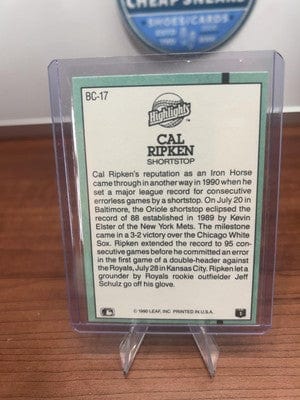 CHEAP SNEAKZ
SHOES/CARDS
BC-17
Highlights
CAL
RIPKEN
SHORTSTOP
Cal Ripken's reputation as an Iron Horse
came through in another way in 1990 when he
set a major league record for consecutive
errorless games by a shortstop. On July 20 in
Baltimore, the Oriole shortstop eclipsed the
record of 88 established in 1989 by Kevin
Elster of the New York Mets. The milestone
came in a 3-2 victory over the Chicago White
Sox. Ripken extended the record to 95 con-
secutive games before he committed an error
in the first game of a double-header against
the Royals, July 28 in Kansas City. Ripken let a
grounder by Royals rookie outfielder Jeff
Schulz go off his glove.
© 1990 LEAF, INC. PRINTED IN U.S.A.